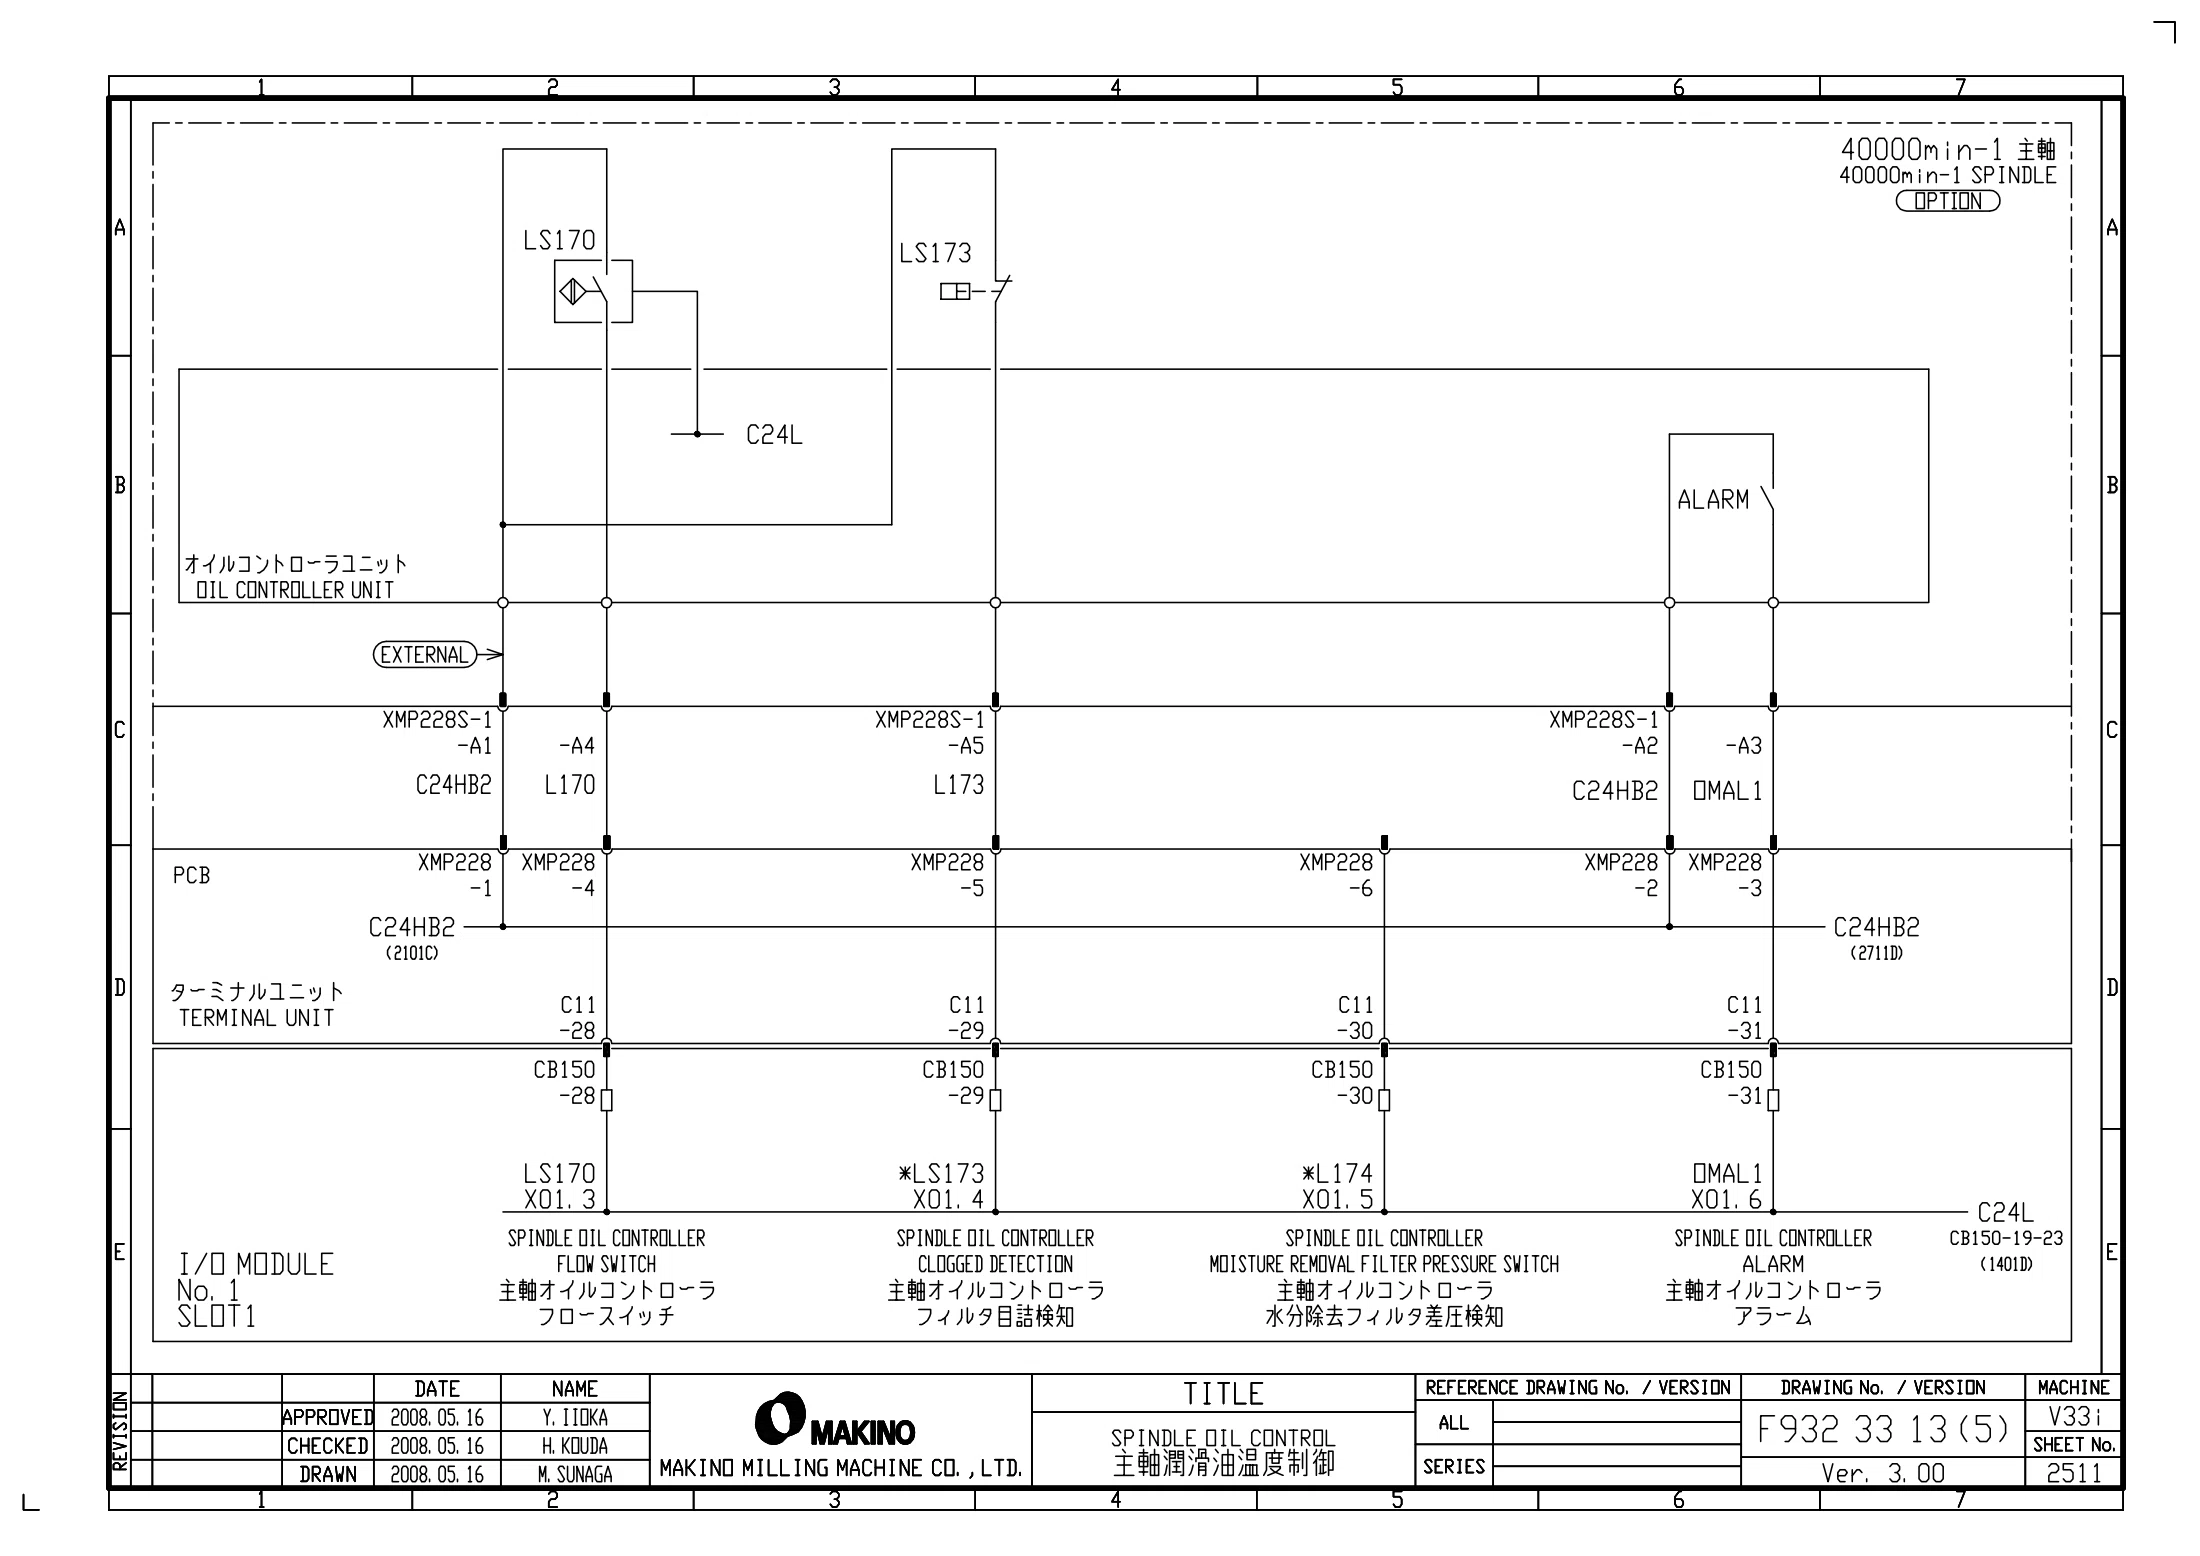 1 2 3 4 5 6 7
40000min-1 主軸
40000min-1 SPINDLE
OPTION
A A
LS170
LS173
C24L
B B
ALARM
オイルコントローラユニット
OIL CONTROLLER UNIT
EXTERNAL
C C
XMP228S-1 XMP228S-1 XMP228S-1
-A1 -A4 -A5 -A2 -A3
C24HB2 L170 L173 C24HB2 OMAL1
PCB
XMP228 XMP228 XMP228 XMP228 XMP228 XMP228
-1 -4 -5 -6 -2 -3
C24HB2 C24HB2
(2101C) (2711D)
D D
ターミナルユニット
TERMINAL UNIT
C11 C11 C11 C11
-28 -29 -30 -31
CB150 CB150 CB150 CB150
-28 -29 -30 -31
LS170 *LS173 *L174 OMAL1
X01.3 X01.4 X01.5 X01.6
C24L
CB150-19-23
(1401D)
E E
I/O MODULE
No. 1
SLOT1
SPINDLE OIL CONTROLLER
FLOW SWITCH
主軸オイルコントローラ
フロースイッチ
SPINDLE OIL CONTROLLER
CLOGGED DETECTION
主軸オイルコントローラ
フィルタ目詰検知
SPINDLE OIL CONTROLLER
MOISTURE REMOVAL FILTER PRESSURE SWITCH
主軸オイルコントローラ
水分除去フィルタ差圧検知
SPINDLE OIL CONTROLLER
ALARM
主軸オイルコントローラ
アラーム
REVISION
DATE NAME
APPROVED 2008.05.16 Y. IIOKA
CHECKED 2008.05.16 H. KOUDA
DRAWN 2008.05.16 M. SUNAGA
MAKINO
MAKINO MILLING MACHINE CO.,LTD.
TITLE
SPINDLE OIL CONTROL
主軸潤滑油温度制御
REFERENCE DRAWING No. / VERSION
ALL
SERIES
DRAWING No. / VERSION
F932 33 13(5)
Ver. 3.00
MACHINE
V33i
SHEET No.
2511
1 2 3 4 5 6 7